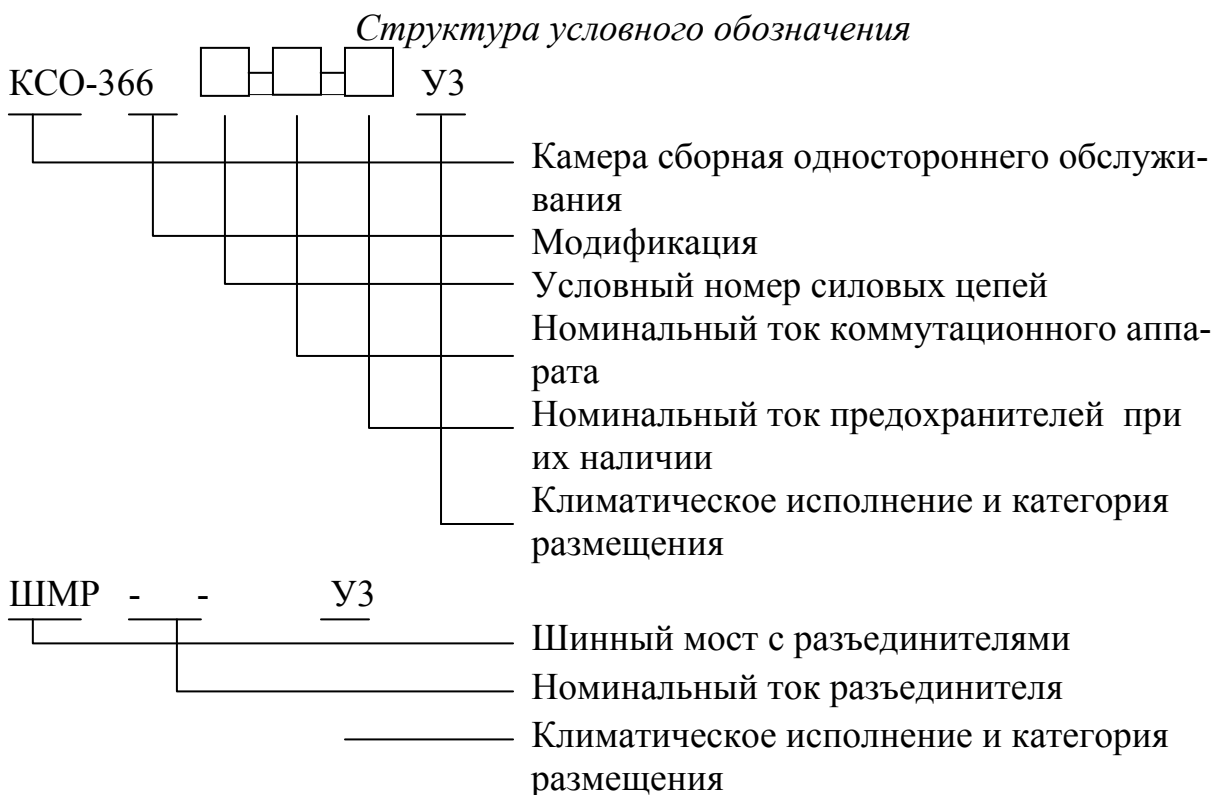 Структура условного обозначения
КСО-366 У3
Камера сборная одностороннего обслужи-
вания
Модификация
Условный номер силовых цепей
Номинальный ток коммутационного аппа-
рата
Номинальный ток предохранителей при
их наличии
Климатическое исполнение и категория
размещения
ШМР - - У3
Шинный мост с разъединителями
Номинальный ток разъединителя
Климатическое исполнение и категория
размещения